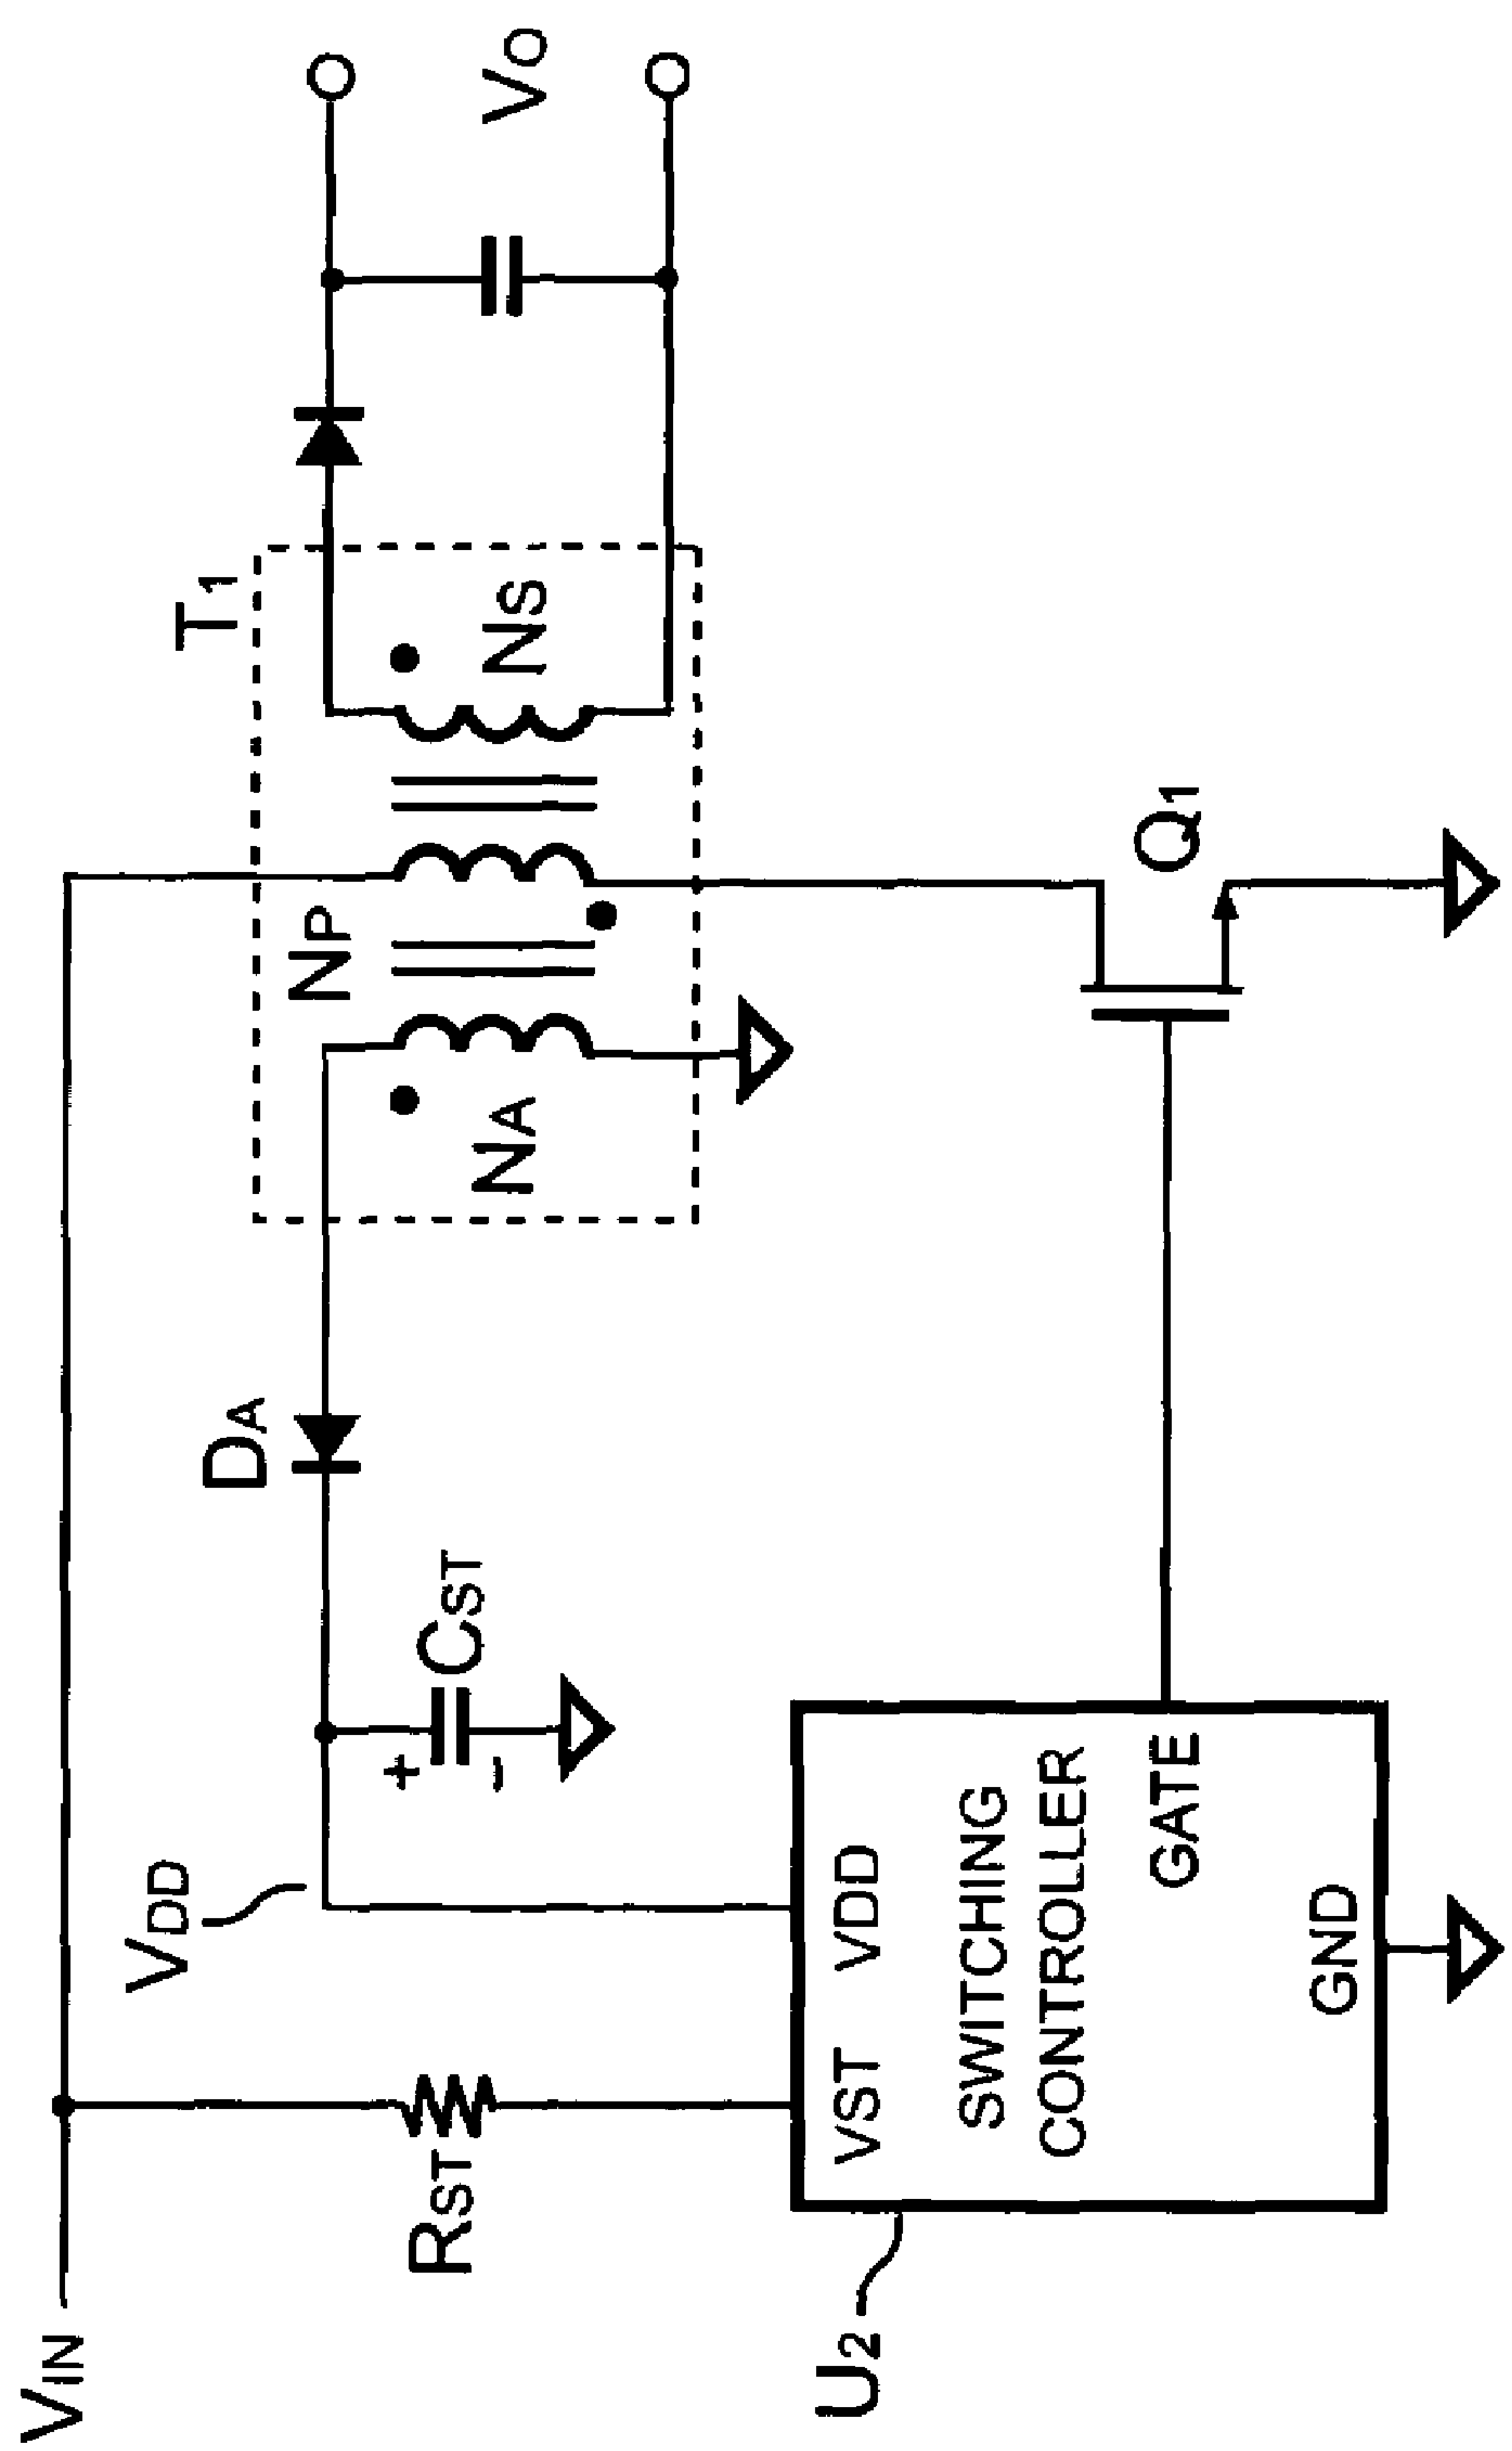 VIN
VDD
DA
T1
NP
RST
+
CST
-
NA
NS
VO
U2
VST VDD
SWITCHING
CONTROLLER
GATE
GND
Q1